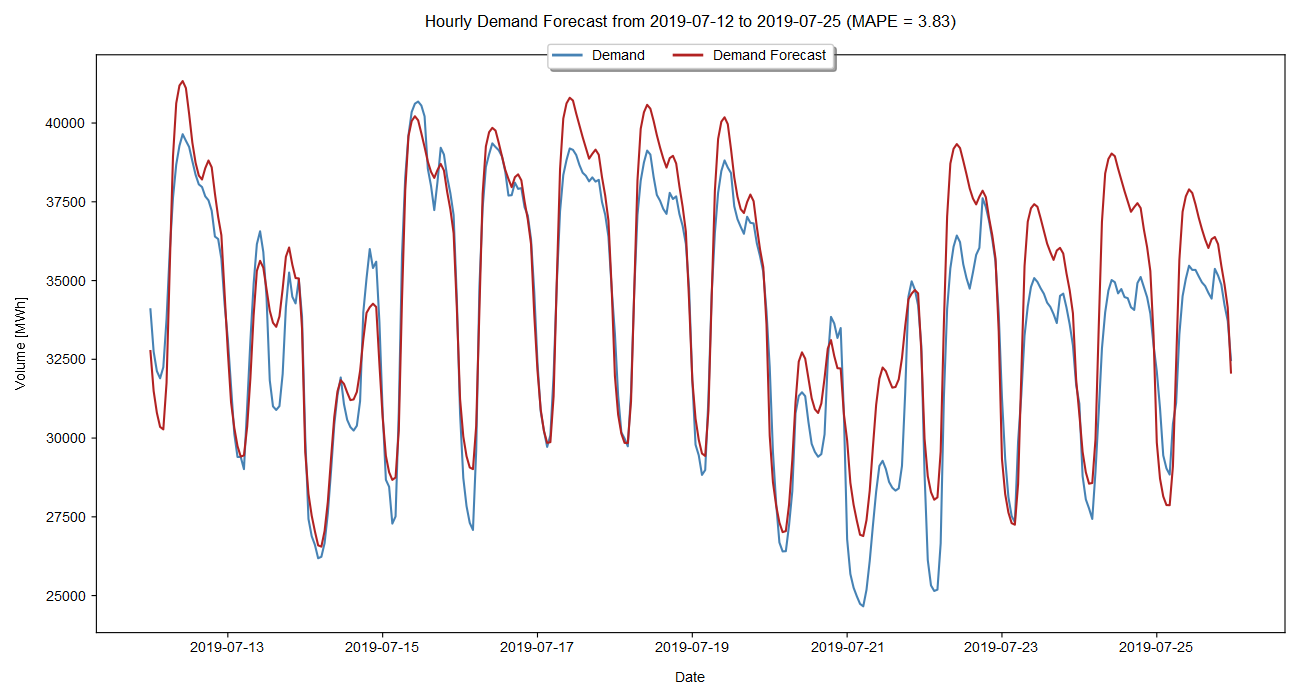 Hourly Demand Forecast from 2019-07-12 to 2019-07-25 (MAPE = 3.83)
Demand
Demand Forecast
40000
37500
35000
32500
30000
27500
25000
Volume [MWh]
2019-07-13
2019-07-15
2019-07-17
2019-07-19
2019-07-21
2019-07-23
2019-07-25
Date